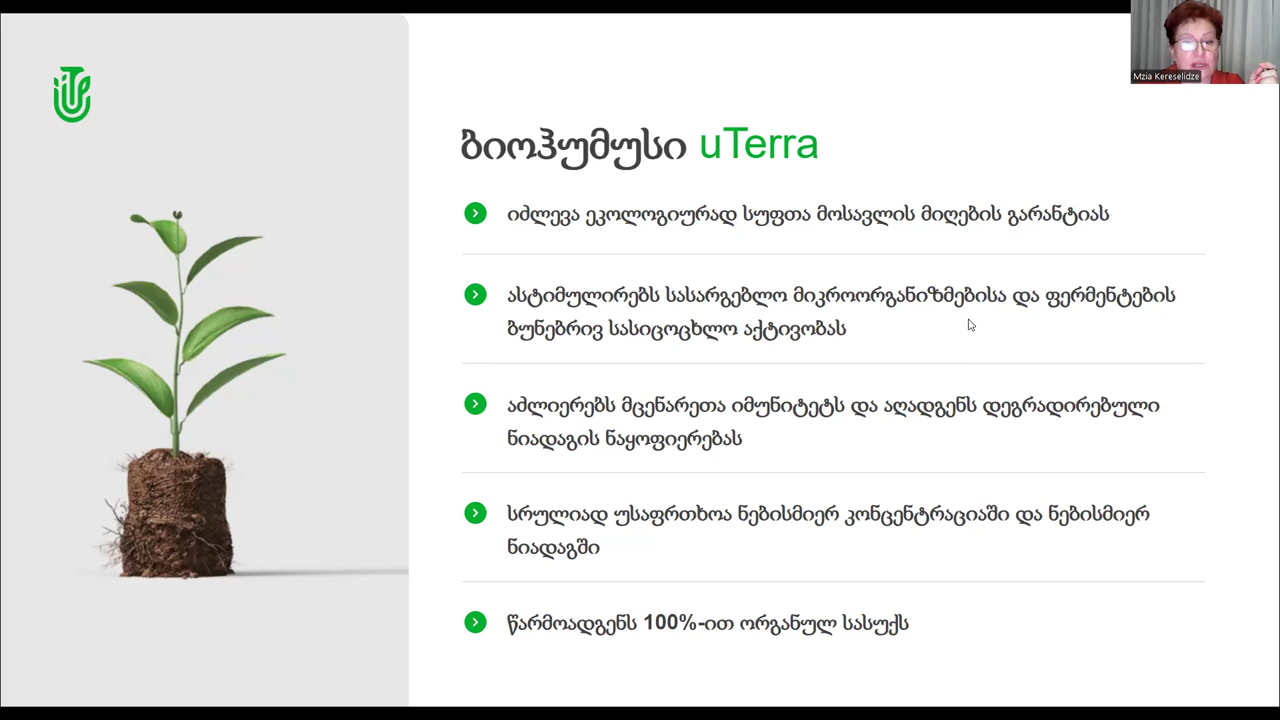 Mzia Kereselidze
ბიოჰუმუსი uTerra
იძლევა ეკოლოგიურად სუფთა მოსავლის მიღების გარანტიას
ასტიმულირებს სასარგებლო მიკროორგანიზმებისა და ფერმენტების
ბუნებრივ სასიცოცხლო აქტივობას
აძლიერებს მცენარეთა იმუნიტეტს და აღადგენს დეგრადირებული
ნიადაგის ნაყოფიერებას
სრულიად უსაფრთხოა ნებისმიერ კონცენტრაციაში და ნებისმიერ
ნიადაგში
წარმოადგენს 100%-ით ორგანულ სასუქს